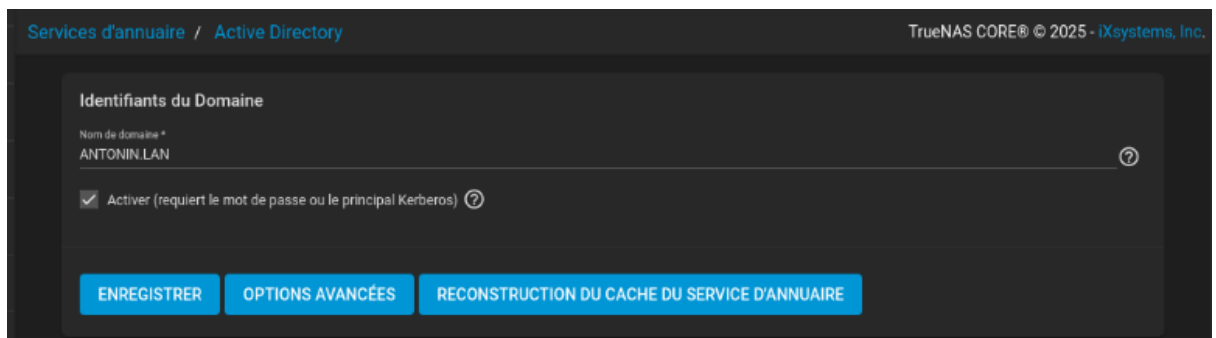 Services d'annuaire / Active Directory
TrueNAS CORE® © 2025 - iXsystems, Inc.
Identifiants du Domaine
Nom de domaine *
ANTONIN.LAN
Activer (requiert le mot de passe ou le principal Kerberos)
ENREGISTRER
OPTIONS AVANCÉES
RECONSTRUCTION DU CACHE DU SERVICE D'ANNUAIRE